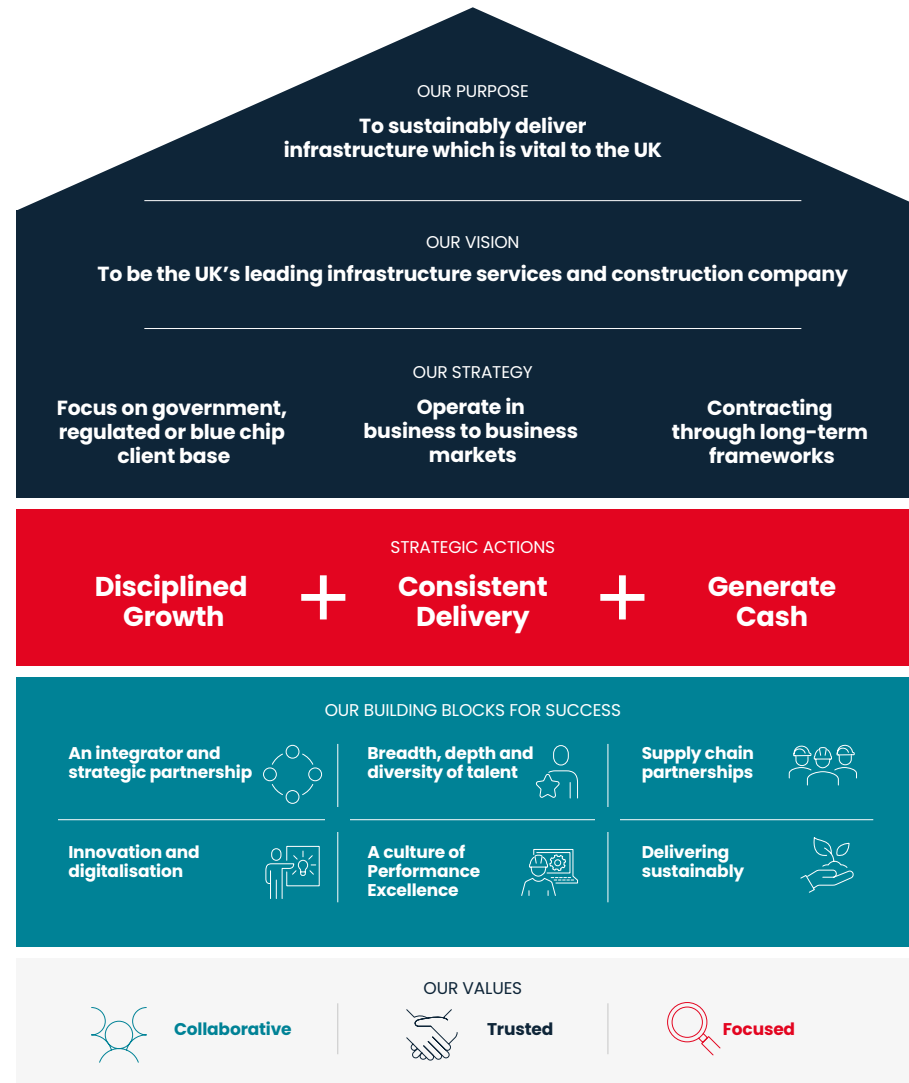 OUR PURPOSE
To sustainably deliver
infrastructure which is vital to the UK
OUR VISION
To be the UK’s leading infrastructure services and construction company
OUR STRATEGY
Focus on government,
regulated or blue chip
client base
Operate in
business to business
markets
Contracting
through long-term
frameworks
STRATEGIC ACTIONS
Disciplined
Growth
+
Consistent
Delivery
+
Generate
Cash
OUR BUILDING BLOCKS FOR SUCCESS
An integrator and
strategic partnership
Breadth, depth and
diversity of talent
Supply chain
partnerships
Innovation and
digitalisation
A culture of
Performance
Excellence
Delivering
sustainably
OUR VALUES
Collaborative
Trusted
Focused